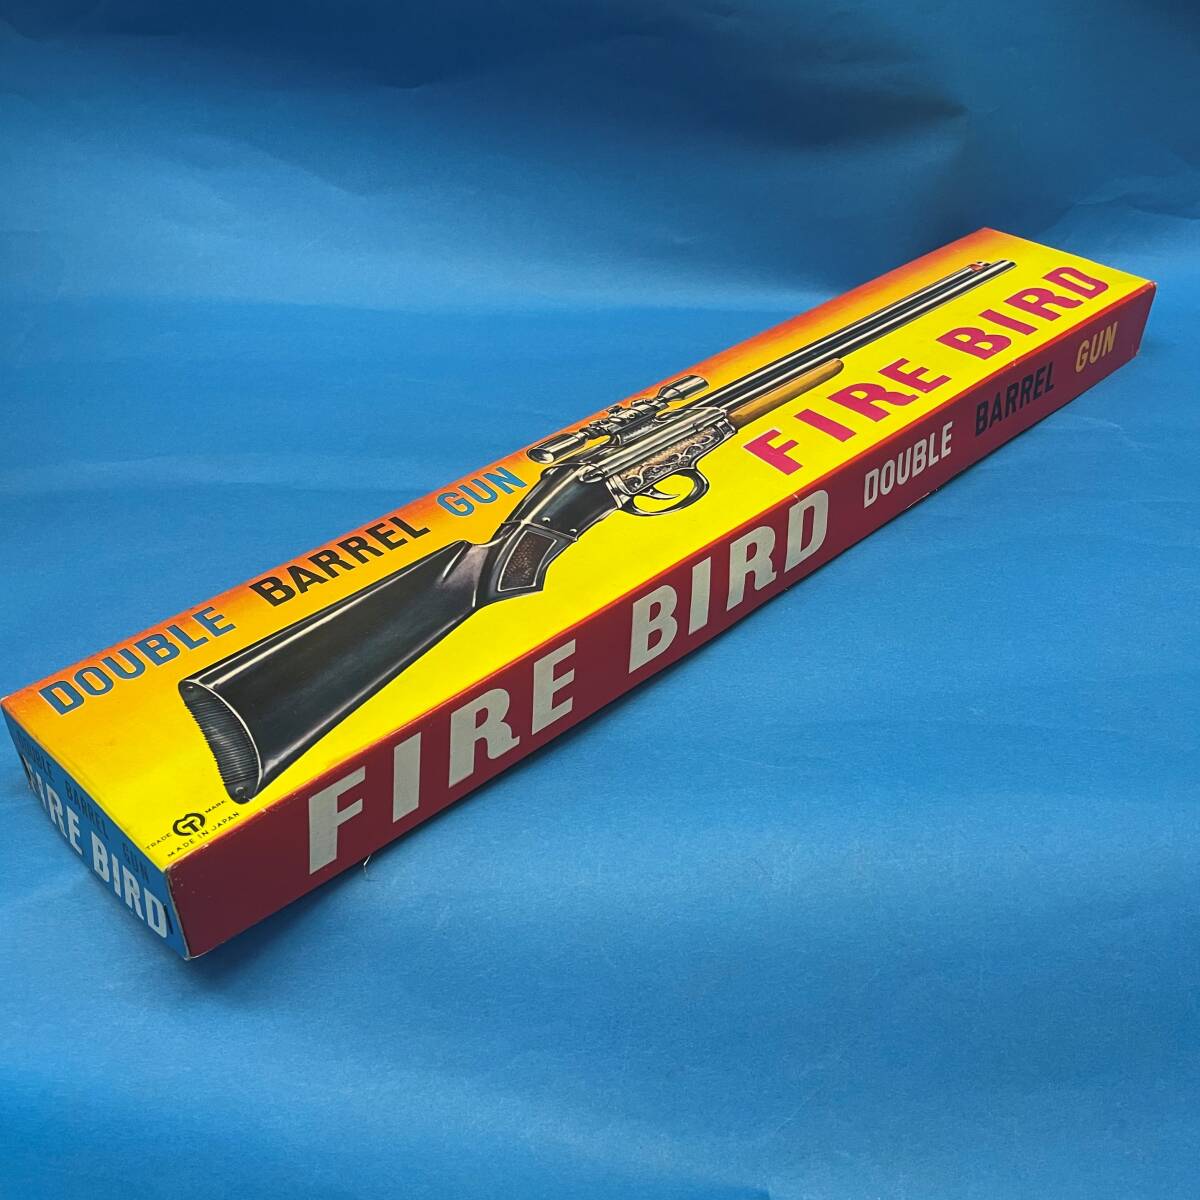 DOUBLE BARREL GUN
FIRE BIRD
TRADE MT MARK
MADE IN JAPAN
FIRE BIRD DOUBLE BARREL GUN
DOUBLE BARREL GUN
FIRE BIRD